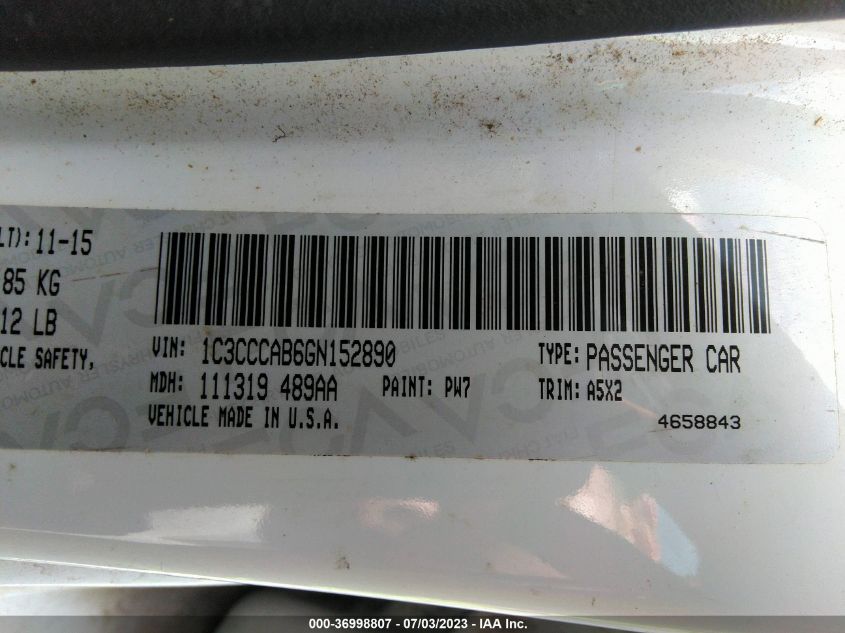 LT): 11-15
85 KG
12 LB
CLE SAFETY,
VIN: 1C3CCCAB6GN152890
TYPE: PASSENGER CAR
MDH: 111319 489AA
PAINT: PW7
TRIM: A5X2
VEHICLE MADE IN U.S.A.
4658843
000-36998807 - 07/03/2023 - IAA Inc.